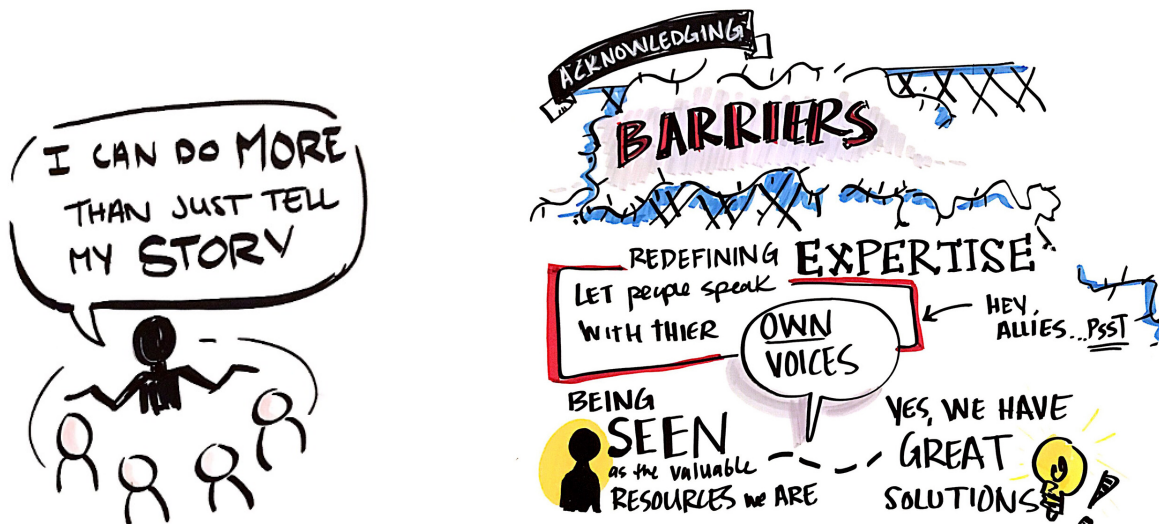 I CAN DO MORE
THAN JUST TELL
MY STORY
ACKNOWLEDGING
BARRIERS
REDEFINING EXPERTISE
LET people speak
WITH THIER
OWN
VOICES
HEY,
ALLIES...PssT
BEING
SEEN
as the valuable
RESOURCES we ARE
YES, WE HAVE
GREAT
SOLUTIONS
!